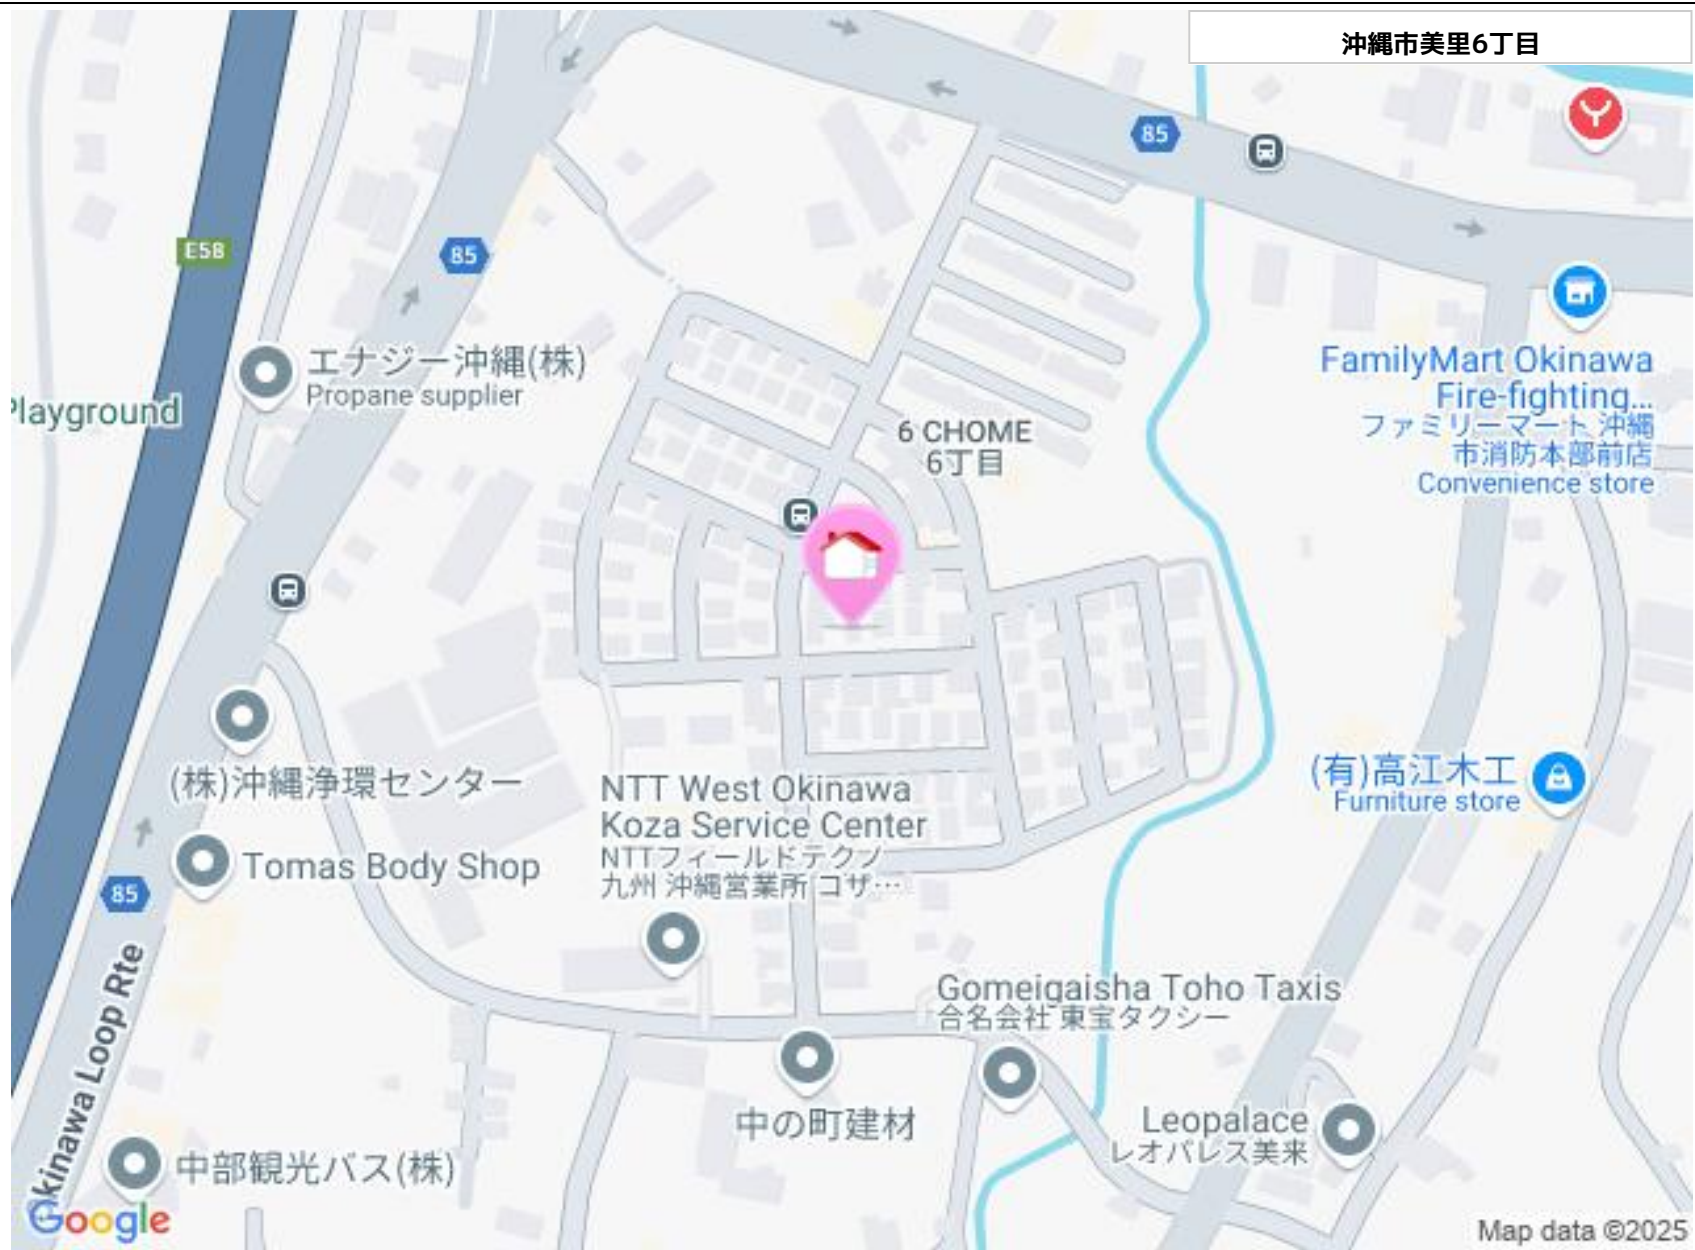 沖縄市美里6丁目
85
E58
85
エナジー沖縄(株)
Propane supplier
Playground
6 CHOME
6丁目
FamilyMart Okinawa
Fire-fighting...
ファミリーマート 沖縄
市消防本部前店
Convenience store
(株)沖縄浄環センター
NTT West Okinawa
Koza Service Center
NTTフィールドテクノ
九州 沖縄営業所 コザ…
(有)高江木工
Furniture store
Tomas Body Shop
85
Okinawa Loop Rte
Gomeigaisha Toho Taxis
合名会社 東宝タクシー
中の町建材
Leopalace
レオパレス美来
中部観光バス(株)
Google
Map data ©2025